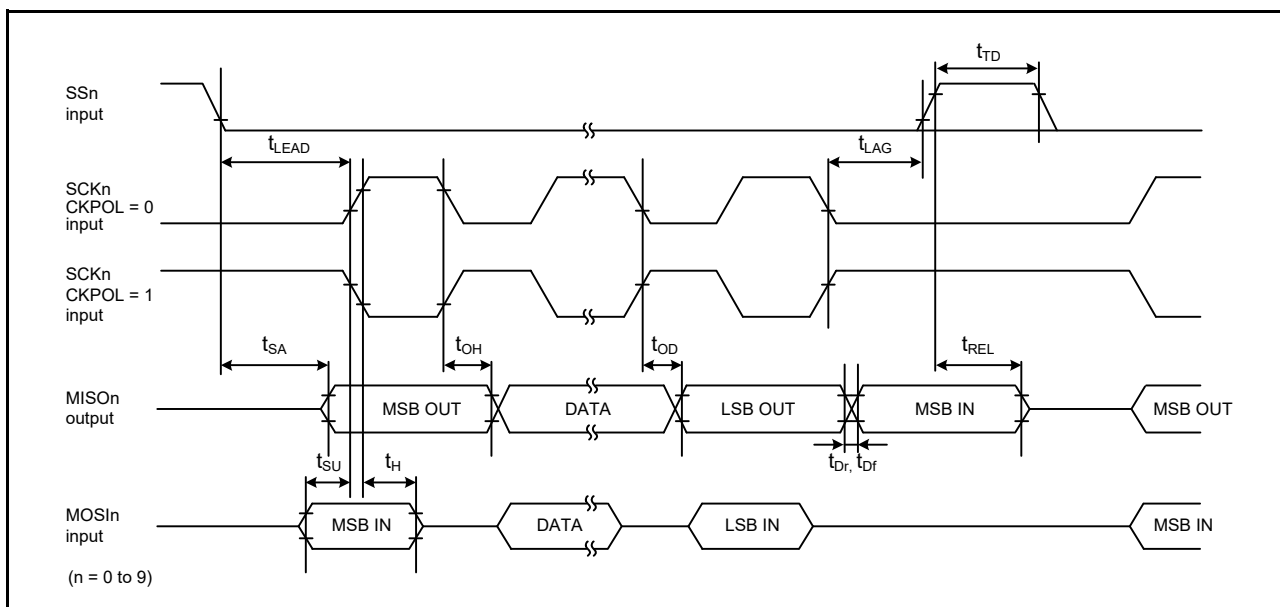 tTD
SSn
input
tLEAD
tLAG
SCKn
CKPOL = 0
input
SCKn
CKPOL = 1
input
tSA
tOH
tOD
tREL
MISOn
output
MSB OUT
DATA
LSB OUT
MSB IN
MSB OUT
tSU
tH
tDr, tDf
MOSIn
input
MSB IN
DATA
LSB IN
MSB IN
(n = 0 to 9)